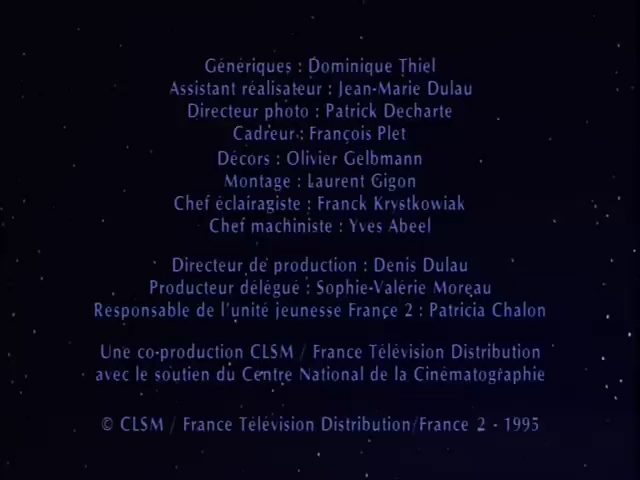 Génériques : Dominique Thiel
Assistant réalisateur : Jean-Marie Dulau
Directeur photo : Patrick Decharte
Cadreur : François Plet
Décors : Olivier Gelbmann
Montage : Laurent Gigon
Chef éclairagiste : Franck Krystkowiak
Chef machiniste : Yves Abeel
Directeur de production : Denis Dulau
Producteur délégué : Sophie-Valérie Moreau
Responsable de l'unité jeunesse France 2 : Patricia Chalon
Une co-production CLSM / France Télévision Distribution
avec le soutien du Centre National de la Cinématographie
© CLSM / France Télévision Distribution/France 2 - 1995